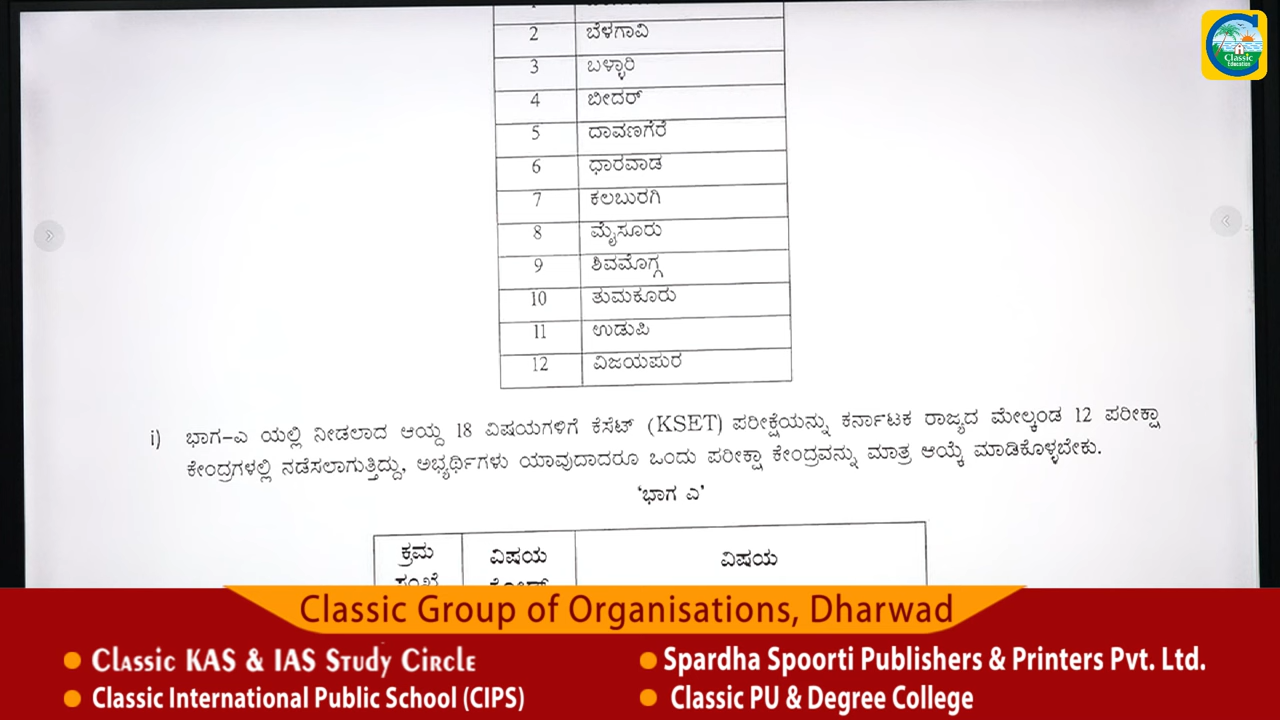 2 ಬೆಳಗಾವಿ
3 ಬಳ್ಳಾರಿ
4 ಬೀದರ್
5 ದಾವಣಗೆರೆ
6 ಧಾರವಾಡ
7 ಕಲಬುರಗಿ
8 ಮೈಸೂರು
9 ಶಿವಮೊಗ್ಗ
10 ತುಮಕೂರು
11 ಉಡುಪಿ
12 ವಿಜಯಪುರ
i) ಭಾಗ-ಎ ಯಲ್ಲಿ ನೀಡಲಾದ ಆಯ್ದ 18 ವಿಷಯಗಳಿಗೆ ಕೆಸೆಟ್ (KSET) ಪರೀಕ್ಷೆಯನ್ನು ಕರ್ನಾಟಕ ರಾಜ್ಯದ ಮೇಲ್ಕಂಡ 12 ಪರೀಕ್ಷಾ
ಕೇಂದ್ರಗಳಲ್ಲಿ ನಡೆಸಲಾಗುತ್ತಿದ್ದು, ಅಭ್ಯರ್ಥಿಗಳು ಯಾವುದಾದರೂ ಒಂದು ಪರೀಕ್ಷಾ ಕೇಂದ್ರವನ್ನು ಮಾತ್ರ ಆಯ್ಕೆ ಮಾಡಿಕೊಳ್ಳಬೇಕು.
'ಭಾಗ ಎ'
ಕ್ರಮ ವಿಷಯ ವಿಷಯ
Classic Education
Classic Group of Organisations, Dharwad
Classic KAS & IAS Study Circle
Spardha Spoorti Publishers & Printers Pvt. Ltd.
Classic International Public School (CIPS)
Classic PU & Degree College